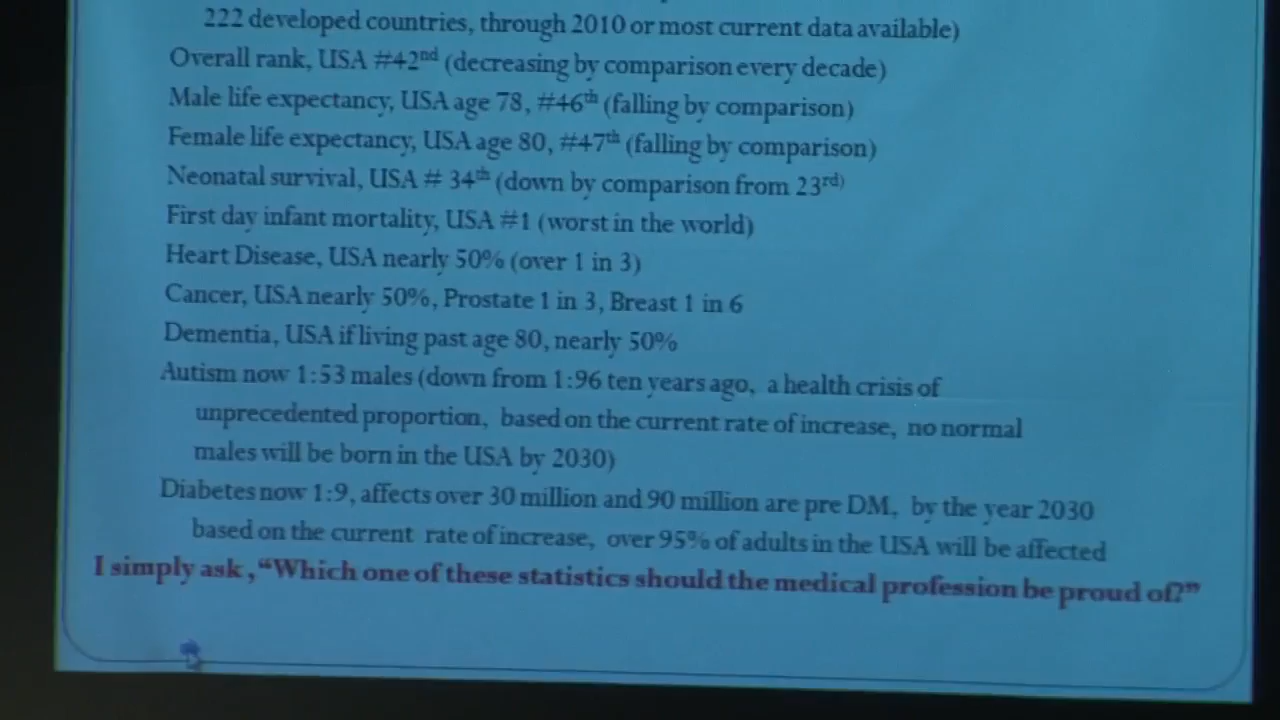 222 developed countries, through 2010 or most current data available)
Overall rank, USA #42nd (decreasing by comparison every decade)
Male life expectancy, USA age 78, #46th (falling by comparison)
Female life expectancy, USA age 80, #47th (falling by comparison)
Neonatal survival, USA # 34th (down by comparison from 23rd)
First day infant mortality, USA #1 (worst in the world)
Heart Disease, USA nearly 50% (over 1 in 3)
Cancer, USA nearly 50%, Prostate 1 in 3, Breast 1 in 6
Dementia, USA if living past age 80, nearly 50%
Autism now 1:53 males (down from 1:96 ten years ago, a health crisis of
unprecedented proportion, based on the current rate of increase, no normal
males will be born in the USA by 2030)
Diabetes now 1:9, affects over 30 million and 90 million are pre DM, by the year 2030
based on the current rate of increase, over 95% of adults in the USA will be affected
I simply ask ,“Which one of these statistics should the medical profession be proud of?”